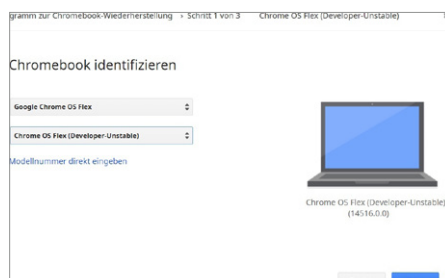 gramm zur Chromebook-Wiederherstellung › Schritt 1 von 3 Chrome OS Flex (Developer-Unstable)
Chromebook identifizieren
Google Chrome OS Flex
Chrome OS Flex (Developer-Unstable)
Modellnummer direkt eingeben
Chrome OS Flex (Developer-Unstable)
(14516.0.0)